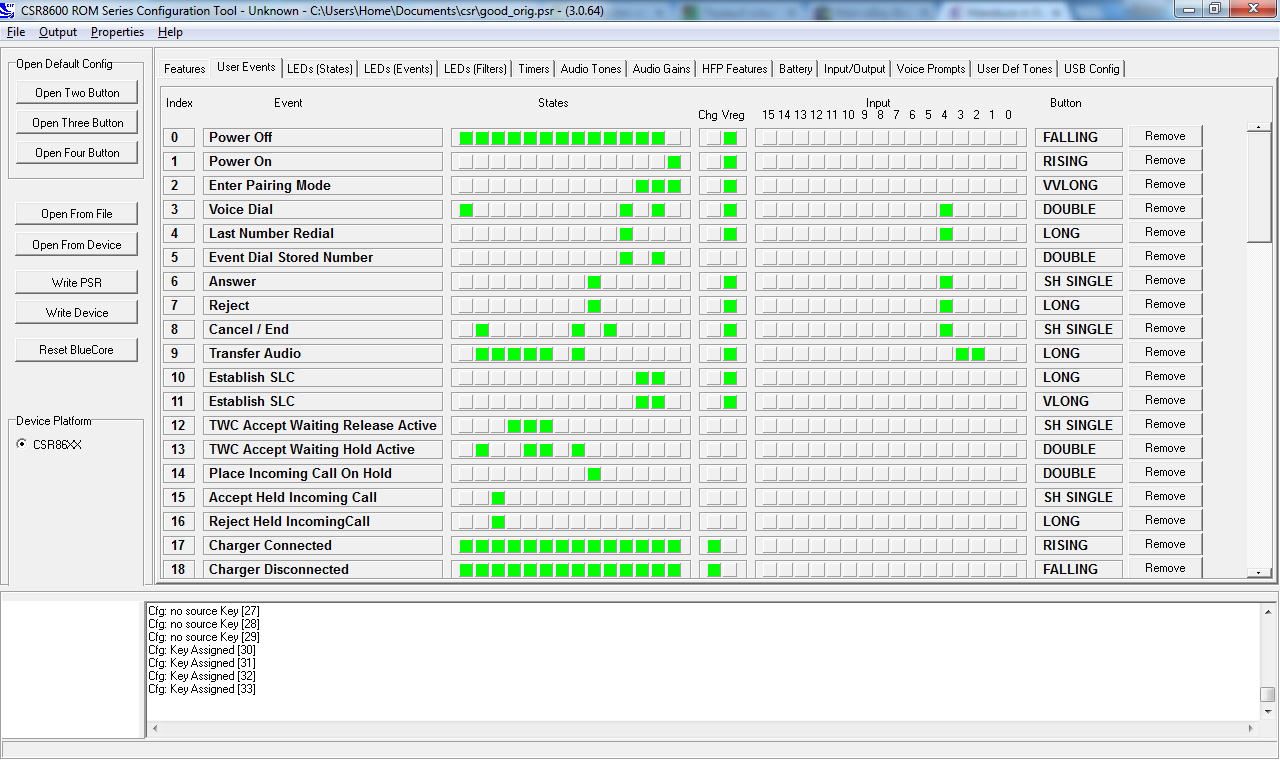 CSR8600 ROM Series Configuration Tool - Unknown - C:\Users\Home\Documents\csr\good_orig.psr - (3.0.64)
File Output Properties Help
Open Default Config
Open Two Button
Open Three Button
Open Four Button
Open From File
Open From Device
Write PSR
Write Device
Reset BlueCore
Device Platform
CSR86XX
Features User Events LEDs (States) LEDs (Events) LEDs (Filters) Timers Audio Tones Audio Gains HFP Features Battery Input/Output Voice Prompts User Def Tones USB Config
Index Event States Input Button
Chg Vreg 15 14 13 12 11 10 9 8 7 6 5 4 3 2 1 0
0 Power Off FALLING Remove
1 Power On RISING Remove
2 Enter Pairing Mode VVLONG Remove
3 Voice Dial DOUBLE Remove
4 Last Number Redial LONG Remove
5 Event Dial Stored Number DOUBLE Remove
6 Answer SH SINGLE Remove
7 Reject LONG Remove
8 Cancel / End SH SINGLE Remove
9 Transfer Audio LONG Remove
10 Establish SLC LONG Remove
11 Establish SLC VLONG Remove
12 TWC Accept Waiting Release Active SH SINGLE Remove
13 TWC Accept Waiting Hold Active DOUBLE Remove
14 Place Incoming Call On Hold DOUBLE Remove
15 Accept Held Incoming Call SH SINGLE Remove
16 Reject Held IncomingCall LONG Remove
17 Charger Connected RISING Remove
18 Charger Disconnected FALLING Remove
Cfg: no source Key [27]
Cfg: no source Key [28]
Cfg: no source Key [29]
Cfg: Key Assigned [30]
Cfg: Key Assigned [31]
Cfg: Key Assigned [32]
Cfg: Key Assigned [33]